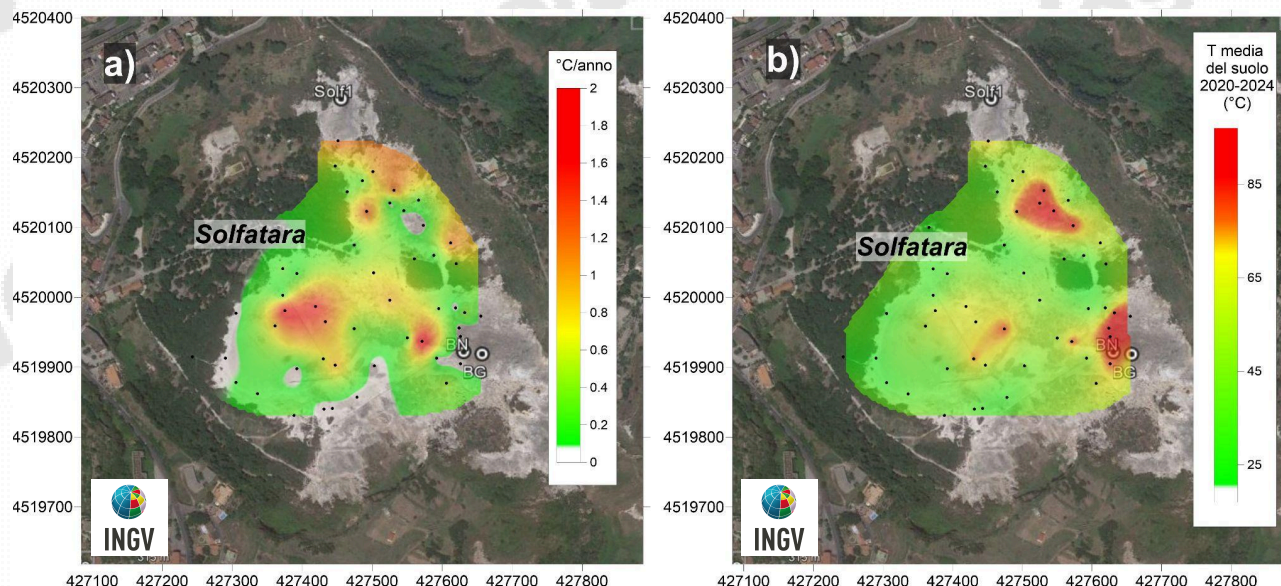 4520400
4520300
4520200
4520100
4520000
4519900
4519800
4519700
427100 427200 427300 427400 427500 427600 427700 427800
a)
Solf1
Solfatara
BN
BG
INGV
315 m
°C/anno
2
1.8
1.6
1.4
1.2
1
0.8
0.6
0.4
0.2
0
4520400
4520300
4520200
4520100
4520000
4519900
4519800
4519700
427100 427200 427300 427400 427500 427600 427700 427800
b)
Solf1
Solfatara
BN
BG
INGV
T media
del suolo
2020-2024
(°C)
85
65
45
25